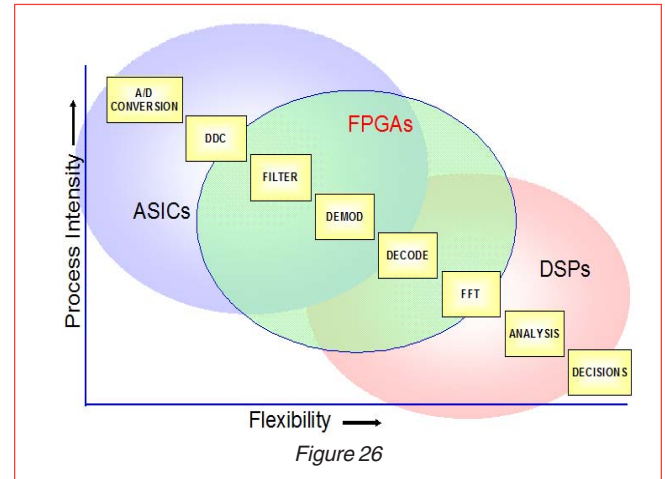 A/D
CONVERSION
DDC
FPGAs
FILTER
ASICs
DEMOD
DECODE
DSPs
FFT
ANALYSIS
DECISIONS
Process Intensity
Flexibility
Figure 26